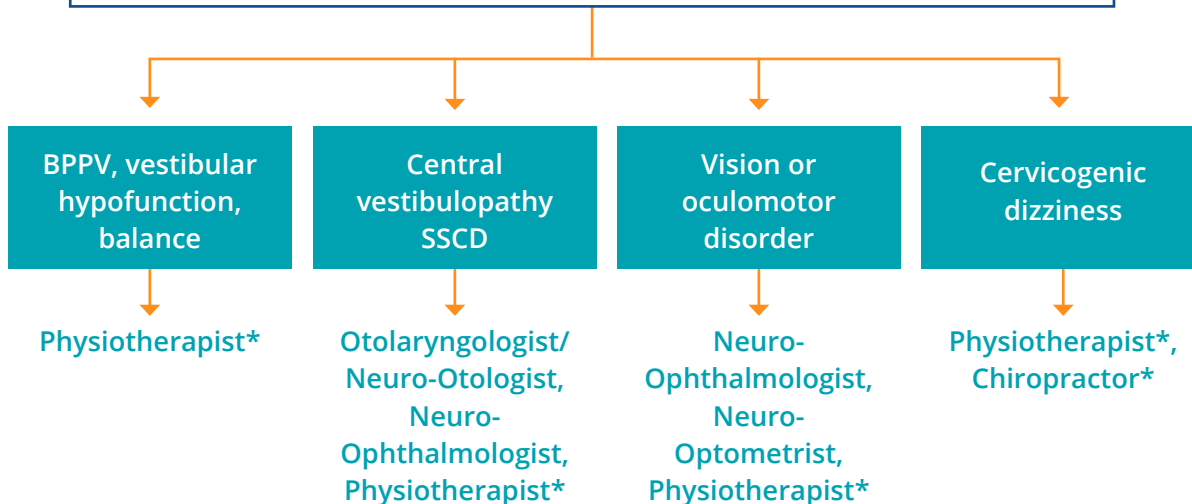 BPPV, vestibular
hypofunction,
balance
Central
vestibulopathy
SSCD
Vision or
oculomotor
disorder
Cervicogenic
dizziness
Physiotherapist*
Otolaryngologist/
Neuro-Otologist,
Neuro-
Ophthalmologist,
Physiotherapist*
Neuro-
Ophthalmologist,
Neuro-
Optometrist,
Physiotherapist*
Physiotherapist*,
Chiropractor*